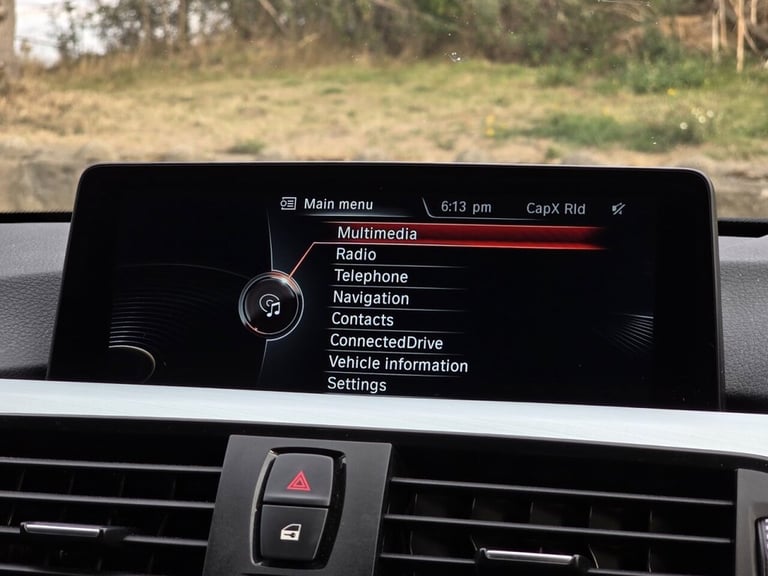 Main menu 6:13 pm CapX Rld
Multimedia
Radio
Telephone
Navigation
Contacts
ConnectedDrive
Vehicle information
Settings